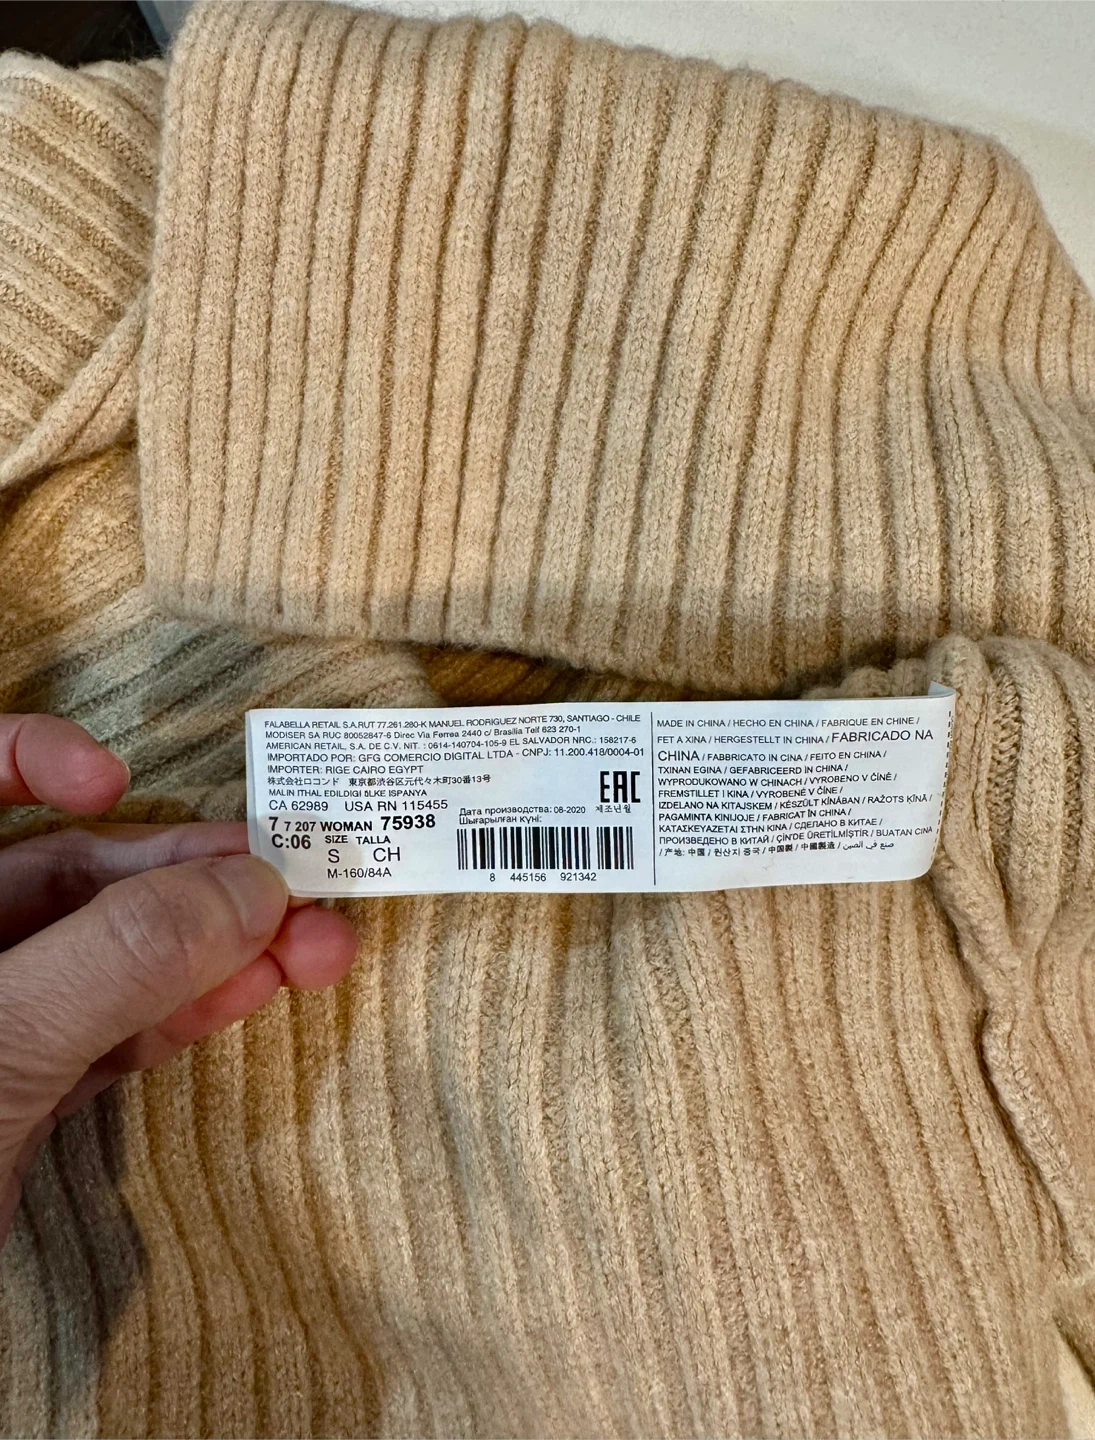 FALABELLA RETAIL S.A.RUT 77.261.280-K MANUEL RODRIGUEZ NORTE 730, SANTIAGO - CHILE
MODISER SA RUC 80052847-6 Direc Via Ferrea 2440 c/ Brasilia Telf 623 270-1
AMERICAN RETAIL, S.A. DE C.V. NIT. : 0614-140704-105-9 EL SALVADOR NRC.: 158217-6
IMPORTADO POR: GFG COMERCIO DIGITAL LTDA - CNPJ: 11.200.418/0004-01
IMPORTER: RIGE CAIRO EGYPT
株式会社ロコンド 東京都渋谷区元代々木町30番13号
MALIN ITHAL EDILDIGI ÜLKE ISPANYA
CA 62989 USA RN 115455
7 7 207 WOMAN 75938
C:06 SIZE TALLA
S CH
M-160/84A
EAC
Дата производства: 08-2020 제조년월
Шығарылған күні:
8 445156 921342
MADE IN CHINA / HECHO EN CHINA / FABRIQUE EN CHINE /
FET A XINA / HERGESTELLT IN CHINA / FABRICADO NA
CHINA / FABBRICATO IN CINA / FEITO EN CHINA /
TXINAN EGINA / GEFABRICEERD IN CHINA /
WYPRODUKOWANO W CHINACH / VYROBENO V ČÍNĚ /
FREMSTILLET I KINA / VYROBENÉ V ČÍNE /
IZDELANO NA KITAJSKEM / KÉSZÜLT KÍNÁBAN / RAŽOTS ĶĪNĀ /
PAGAMINTA KINIJOJE / FABRICAT ÎN CHINA /
ΚΑΤΑΣΚΕΥΑΖΕΤΑΙ ΣΤΗΝ ΚΙΝΑ / СДЕЛАНО В КИТАЕ /
ПРОИЗВЕДЕНО В КИТАЙ / ÇİN'DE ÜRETİLMİŞTİR / BUATAN CINA
/ 产地: 中国 / 원산지 중국 / 中国製 / 中國製造 / صنع في الصين